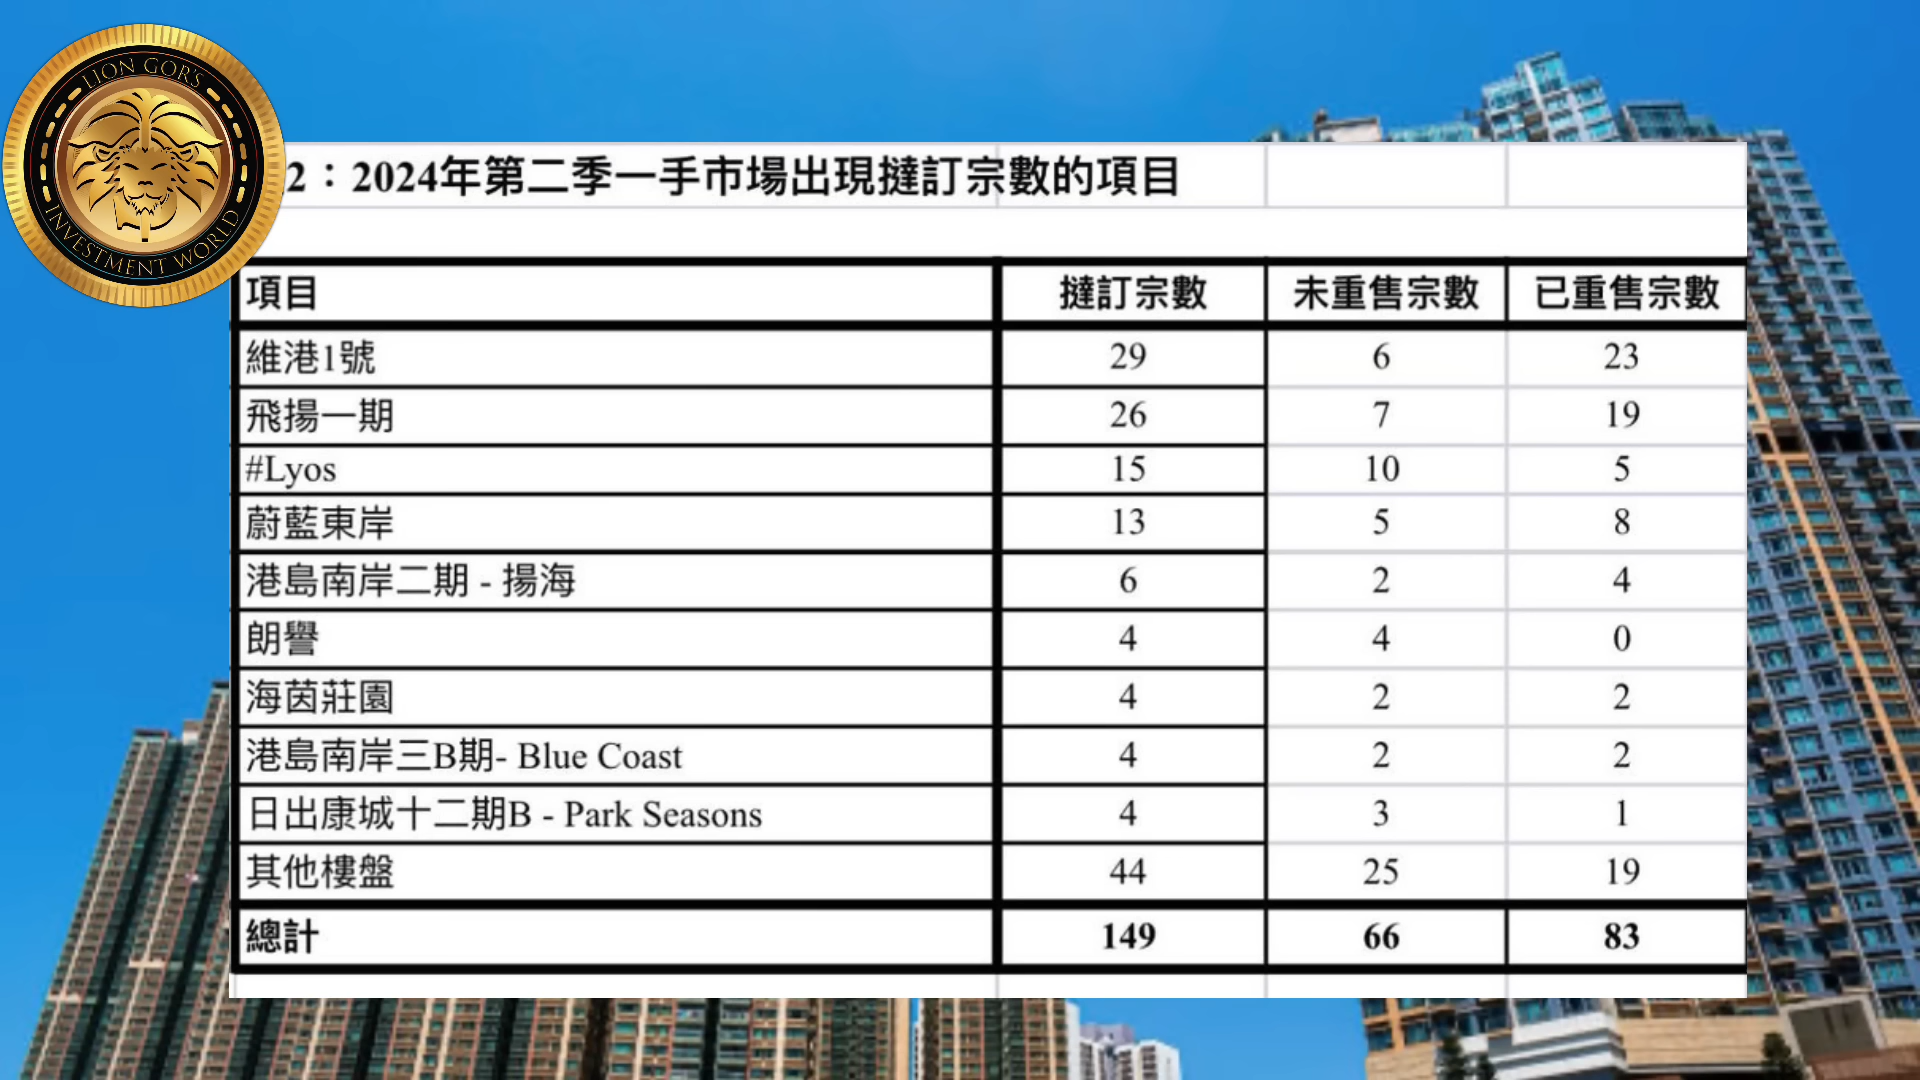 LION GOR'S
INVESTMENT WORLD
2：2024年第二季一手市場出現撻訂宗數的項目
項目 撻訂宗數 未重售宗數 已重售宗數
維港1號 29 6 23
飛揚一期 26 7 19
#Lyos 15 10 5
蔚藍東岸 13 5 8
港島南岸二期 - 揚海 6 2 4
朗譽 4 4 0
海茵莊園 4 2 2
港島南岸三B期- Blue Coast 4 2 2
日出康城十二期B - Park Seasons 4 3 1
其他樓盤 44 25 19
總計 149 66 83